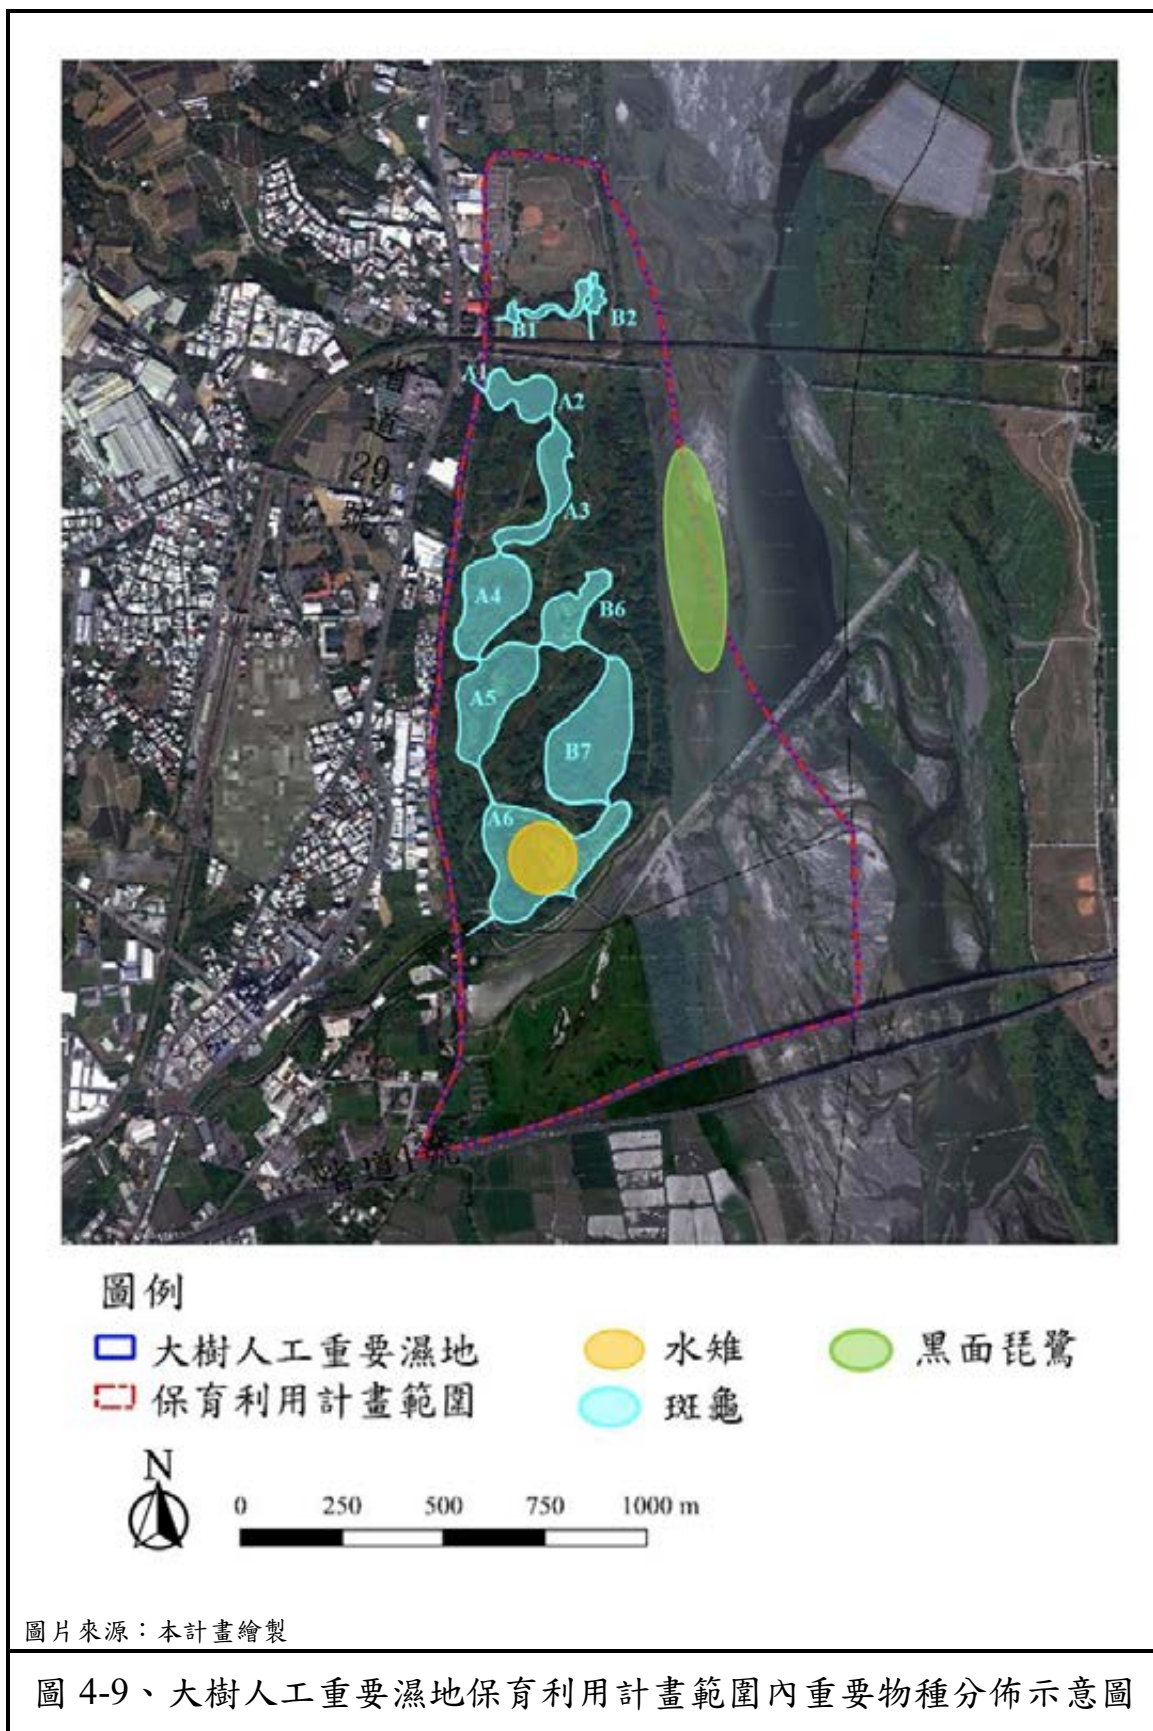 B1
B2
A1
A2
道
29
號
A3
A4
B6
A5
B7
A6
省道1號
圖例
大樹人工重要濕地
水雉
黑面琵鷺
保育利用計畫範圍
斑龜
N
0 250 500 750 1000 m
圖片來源：本計畫繪製
圖 4-9、大樹人工重要濕地保育利用計畫範圍內重要物種分佈示意圖